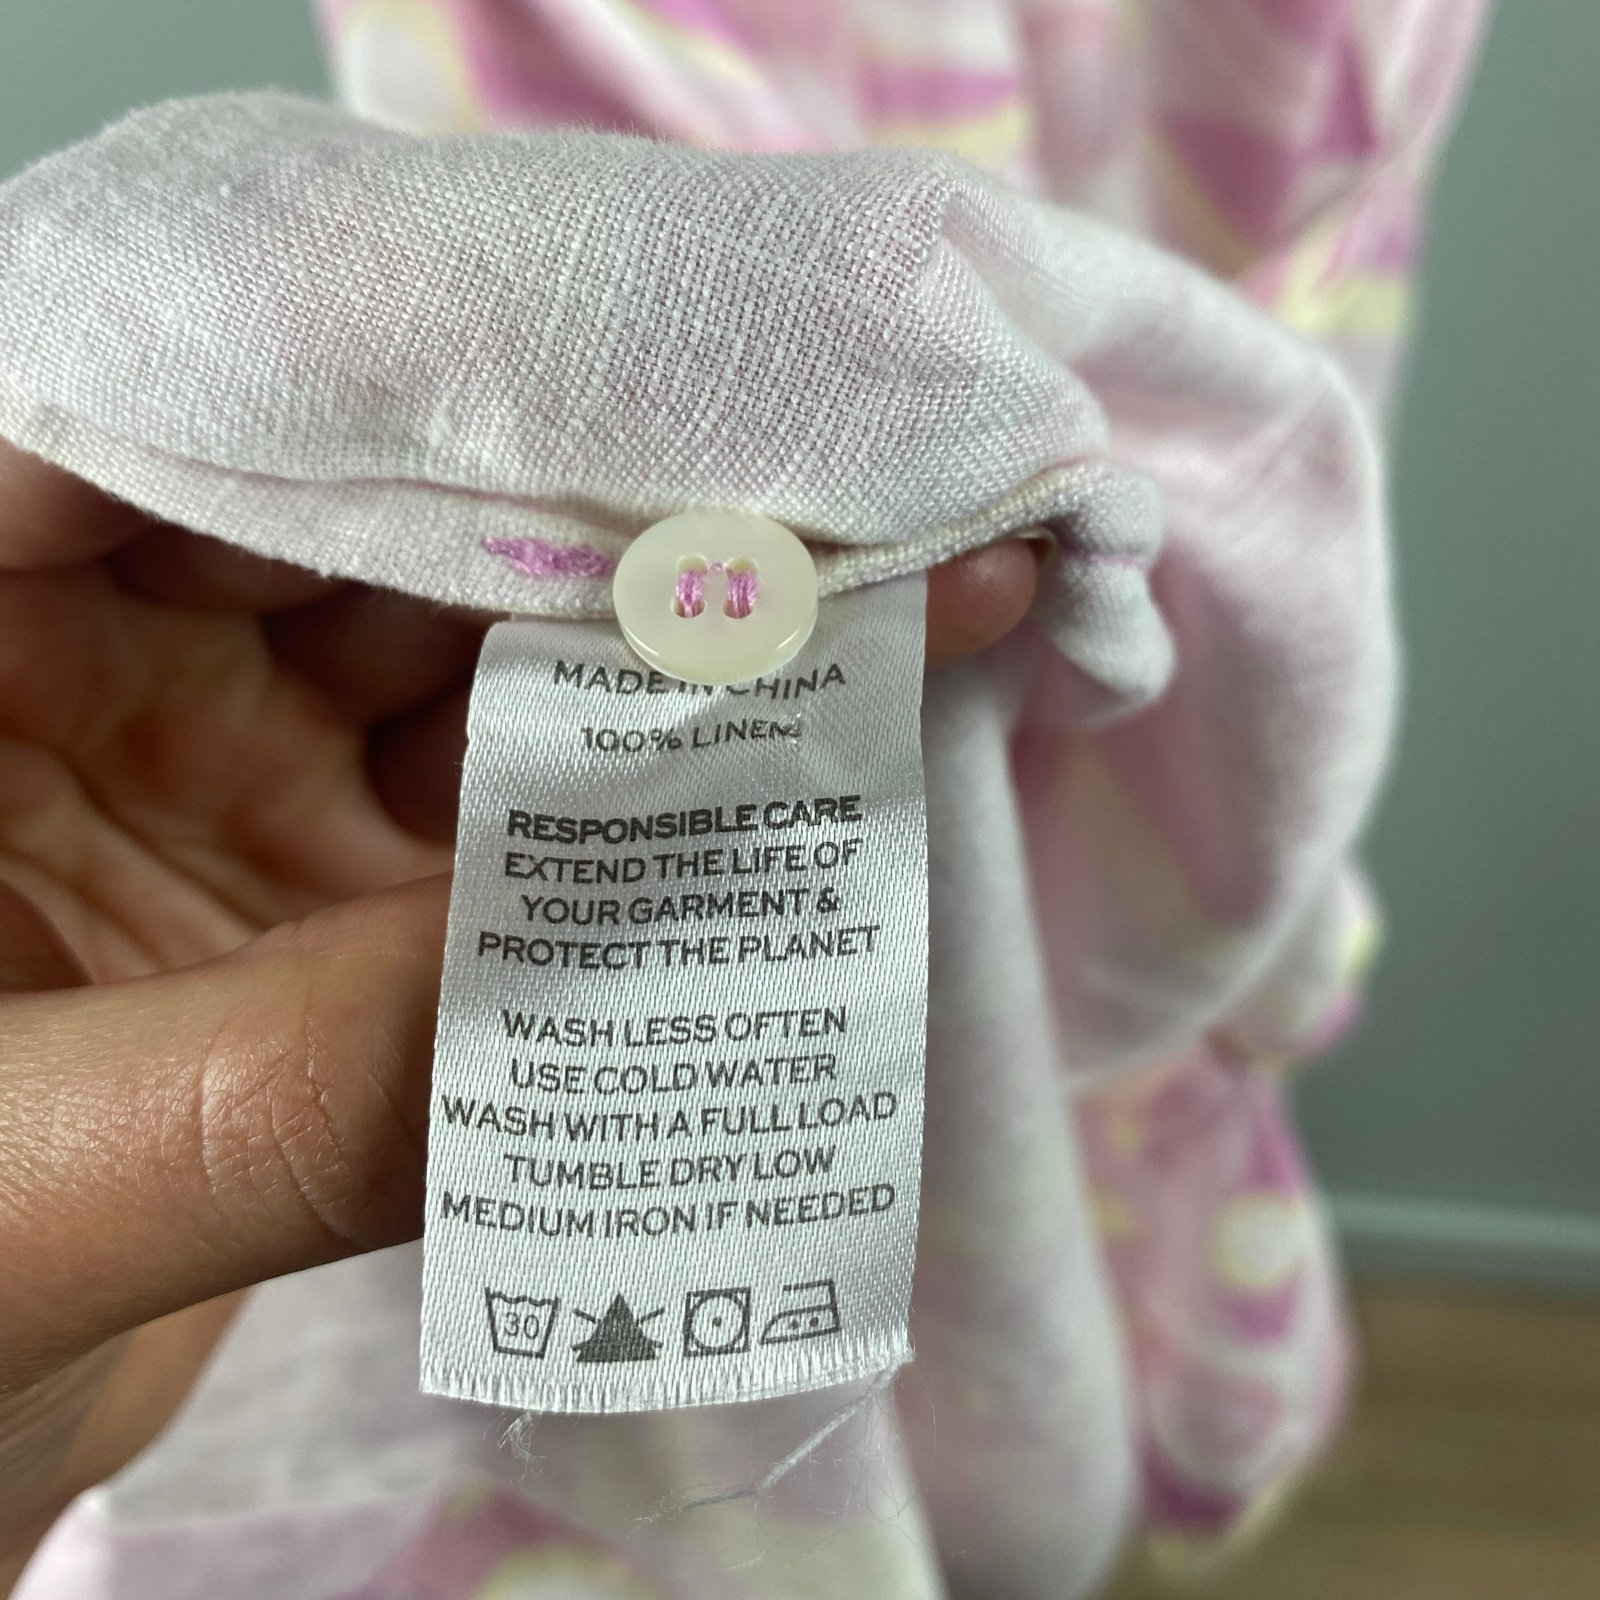 MADE IN CHINA
100% LINEN
RESPONSIBLE CARE
EXTEND THE LIFE OF
YOUR GARMENT &
PROTECT THE PLANET
WASH LESS OFTEN
USE COLD WATER
WASH WITH A FULL LOAD
TUMBLE DRY LOW
MEDIUM IRON IF NEEDED
30